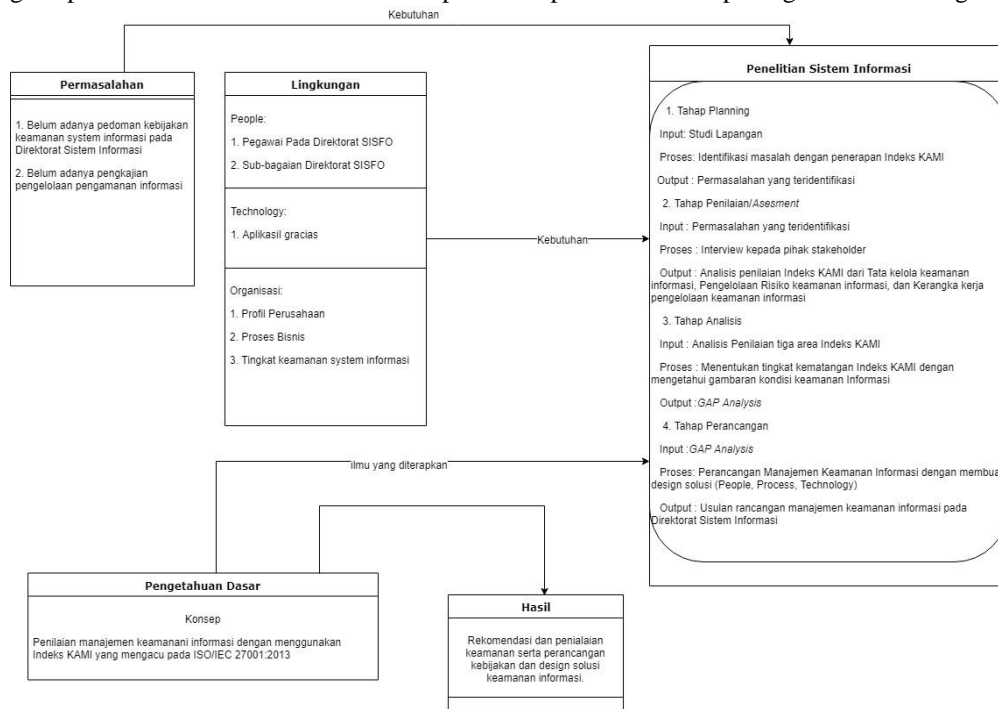 Kebutuhan
Permasalahan
1. Belum adanya pedoman kebijakan
keamanan system informasi pada
Direktorat Sistem Informasi
2. Belum adanya pengkajian
pengelolaan pengamanan informasi
Lingkungan
People:
1. Pegawai Pada Direktorat SISFO
2. Sub-bagaian Direktorat SISFO
Technology:
1. Aplikasil gracias
Organisasi:
1. Profil Perusahaan
2. Proses Bisnis
3. Tingkat keamanan system informasi
Kebutuhan
Penelitian Sistem Informasi
1. Tahap Planning
Input: Studi Lapangan
Proses: Identifikasi masalah dengan penerapan Indeks KAMI
Output : Permasalahan yang teridentifikasi
2. Tahap Penilaian/Asesment
Input : Permasalahan yang teridentifikasi
Proses : Interview kepada pihak stakeholder
Output : Analisis penilaian Indeks KAMI dari Tata kelola keamanan
informasi, Pengelolaan Risiko keamanan informasi, dan Kerangka kerja
pengelolaan keamanan informasi
3. Tahap Analisis
Input : Analisis Penilaian tiga area Indeks KAMI
Proses : Menentukan tingkat kematangan Indeks KAMI dengan
mengetahui gambaran kondisi keamanan Informasi
Output :GAP Analysis
4. Tahap Perancangan
Input :GAP Analysis
Proses: Perancangan Manajemen Keamanan Informasi dengan membua
design solusi (People, Process, Technology)
Output : Usulan rancangan manajemen keamanan informasi pada
Direktorat Sistem Informasi
ilmu yang diterapkan
Pengetahuan Dasar
Konsep
Penilaian manajemen keamanani informasi dengan menggunakan
Indeks KAMI yang mengacu pada ISO/IEC 27001:2013
Hasil
Rekomendasi dan penialaian
keamanan serta perancangan
kebijakan dan design solusi
keamanan informasi.